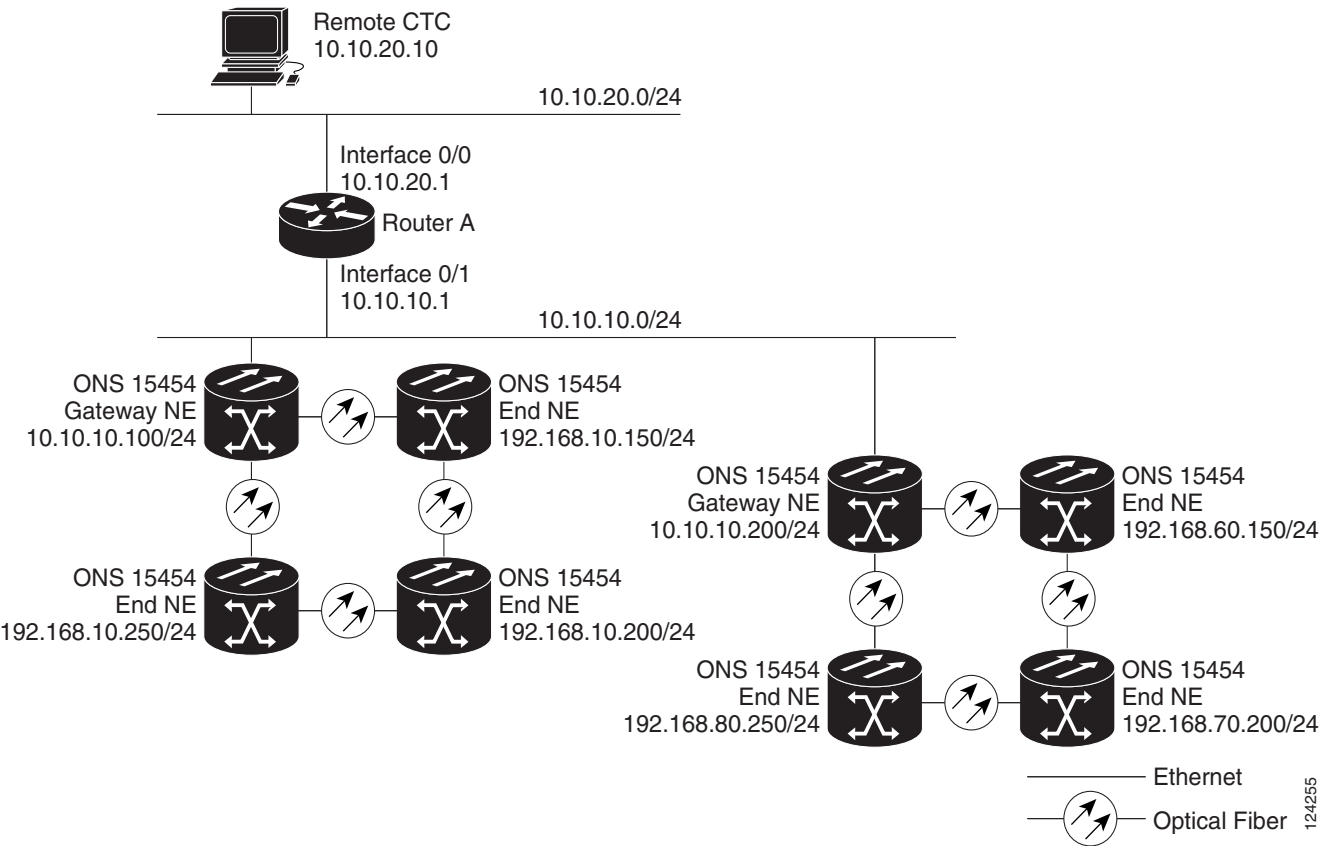 Remote CTC
10.10.20.10
10.10.20.0/24
Interface 0/0
10.10.20.1
Router A
Interface 0/1
10.10.10.1
10.10.10.0/24
ONS 15454
Gateway NE
10.10.10.100/24
ONS 15454
End NE
192.168.10.150/24
ONS 15454
End NE
192.168.10.250/24
ONS 15454
End NE
192.168.10.200/24
ONS 15454
Gateway NE
10.10.10.200/24
ONS 15454
End NE
192.168.60.150/24
ONS 15454
End NE
192.168.80.250/24
ONS 15454
End NE
192.168.70.200/24
Ethernet
Optical Fiber
124255